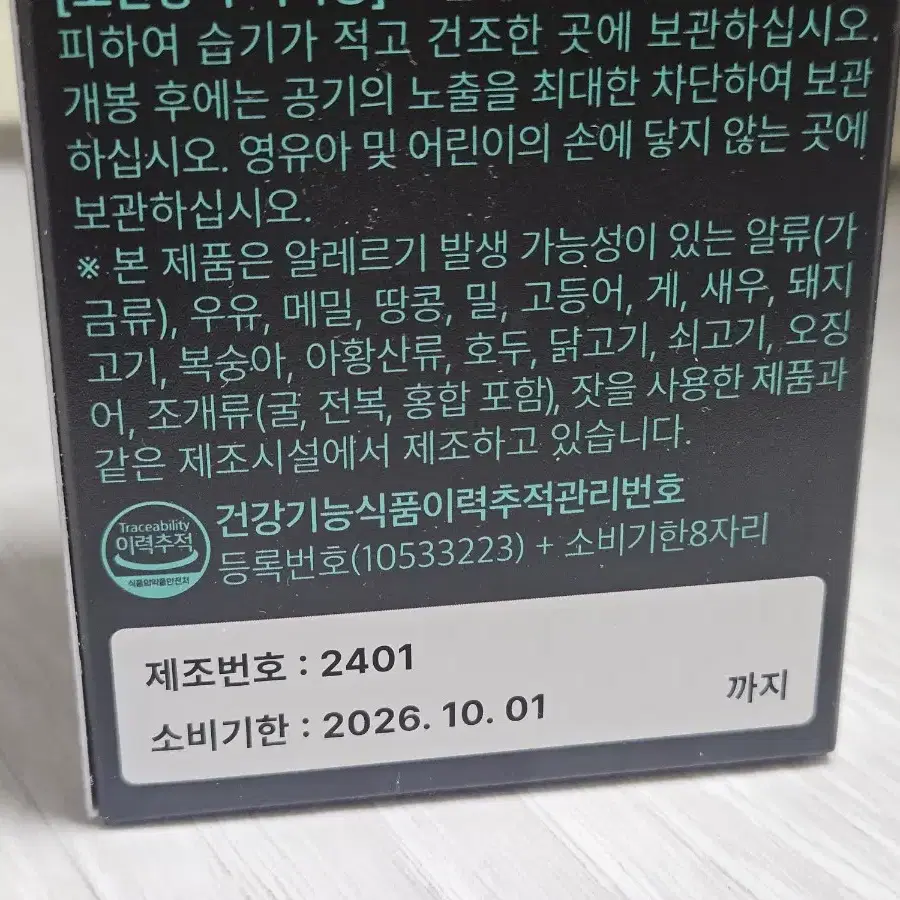 피하여 습기가 적고 건조한 곳에 보관하십시오.
개봉 후에는 공기의 노출을 최대한 차단하여 보관
하십시오. 영유아 및 어린이의 손에 닿지 않는 곳에
보관하십시오.
※ 본 제품은 알레르기 발생 가능성이 있는 알류(가
금류), 우유, 메밀, 땅콩, 밀, 고등어, 게, 새우, 돼지
고기, 복숭아, 아황산류, 호두, 닭고기, 쇠고기, 오징
어, 조개류(굴, 전복, 홍합 포함), 잣을 사용한 제품과
같은 제조시설에서 제조하고 있습니다.
Traceability
이력추적
식품의약품안전처
건강기능식품이력추적관리번호
등록번호(10533223) + 소비기한8자리
제조번호 : 2401
소비기한 : 2026. 10. 01 까지